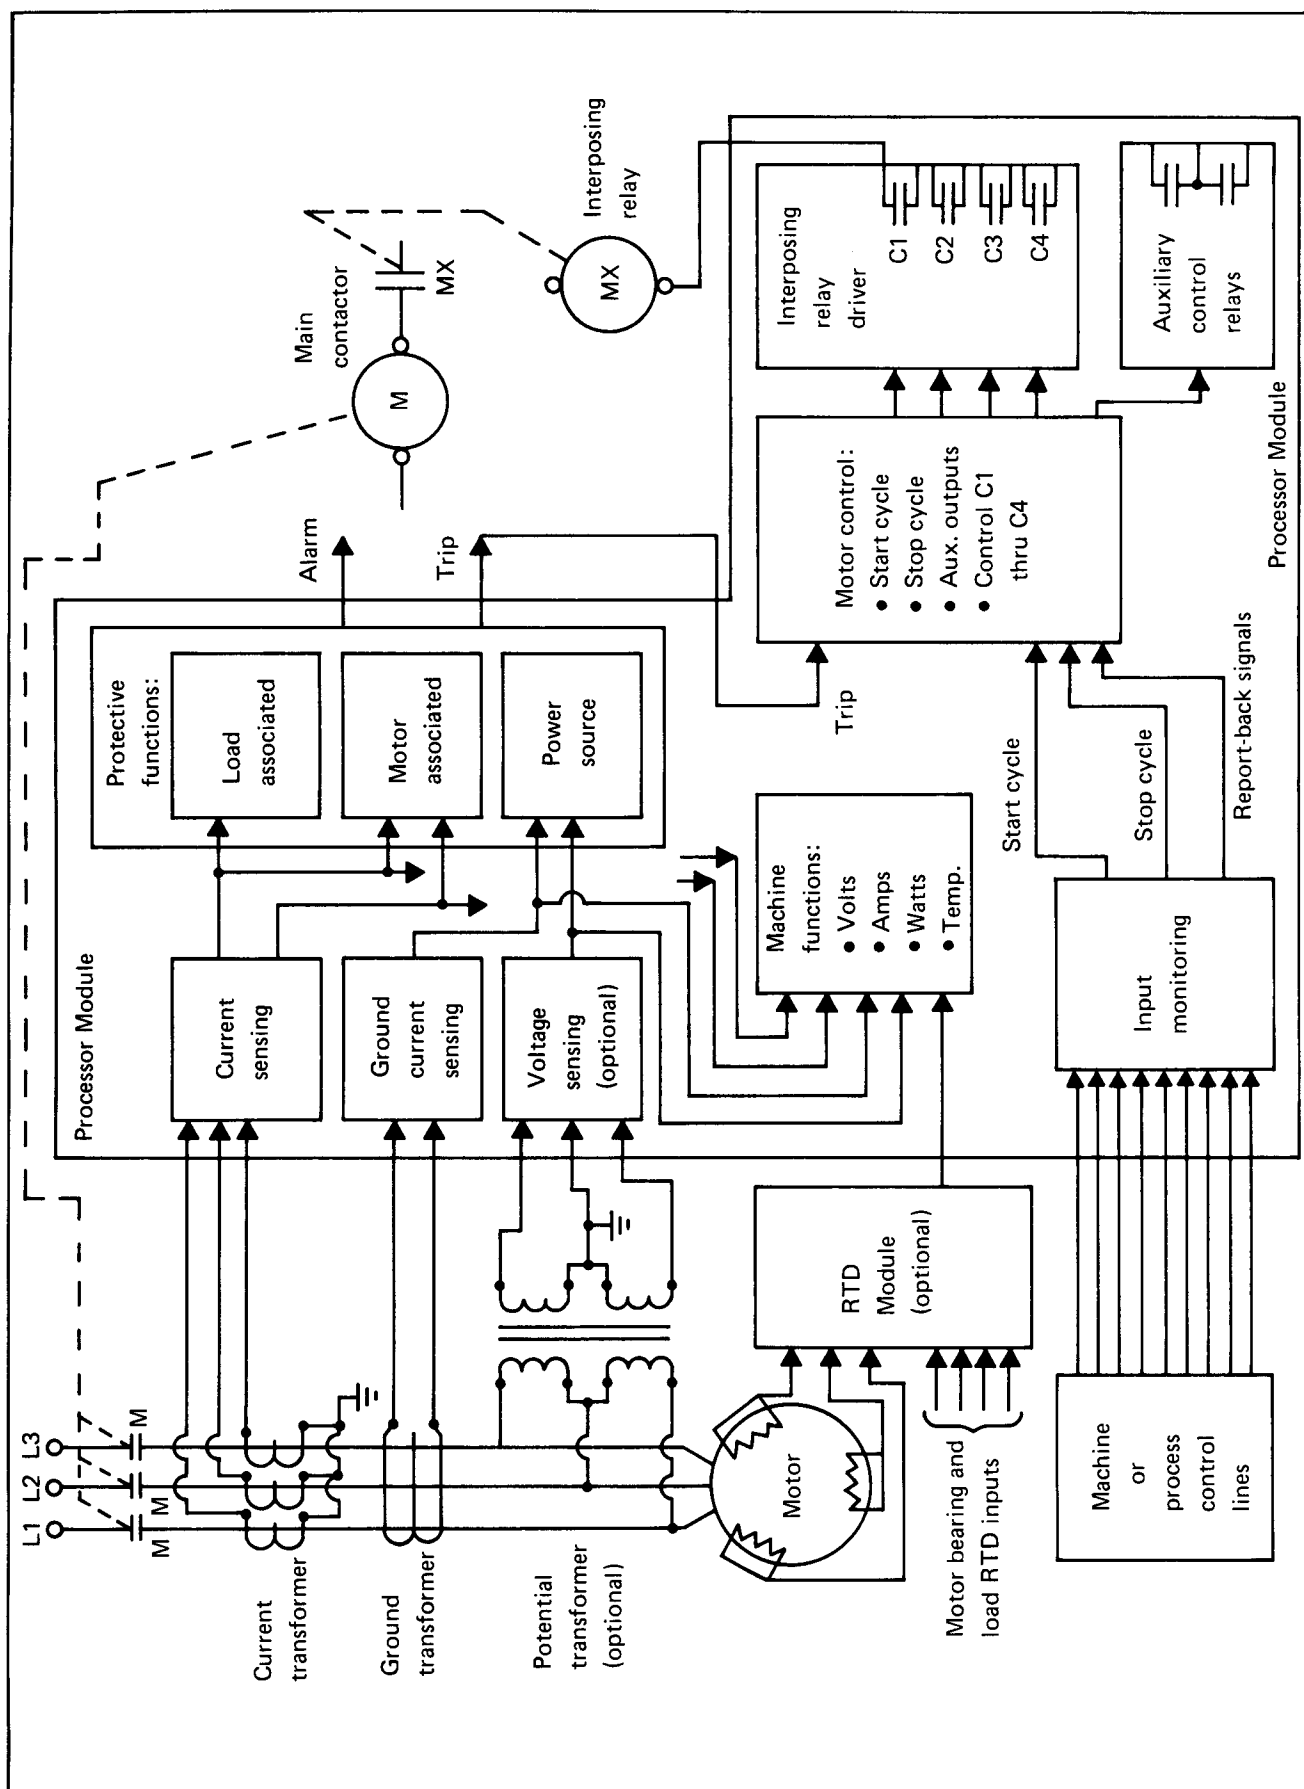 L1
L2
L3
M
M
M
Current
transformer
Ground
transformer
Potential
transformer
(optional)
Motor
Motor bearing and
load RTD inputs
RTD
Module
(optional)
Machine
or
process
control
lines
Processor Module
Current
sensing
Ground
current
sensing
Voltage
sensing
(optional)
Protective
functions:
Load
associated
Motor
associated
Power
source
Machine
functions:
● Volts
● Amps
● Watts
● Temp.
Input
monitoring
Start cycle
Stop cycle
Report-back signals
Alarm
Trip
Trip
Motor control:
● Start cycle
● Stop cycle
● Aux. outputs
● Control C1
thru C4
Main
contactor
M
MX
Interposing
relay
MX
Interposing
relay
driver
C1
C2
C3
C4
Auxiliary
control
relays
Processor Module